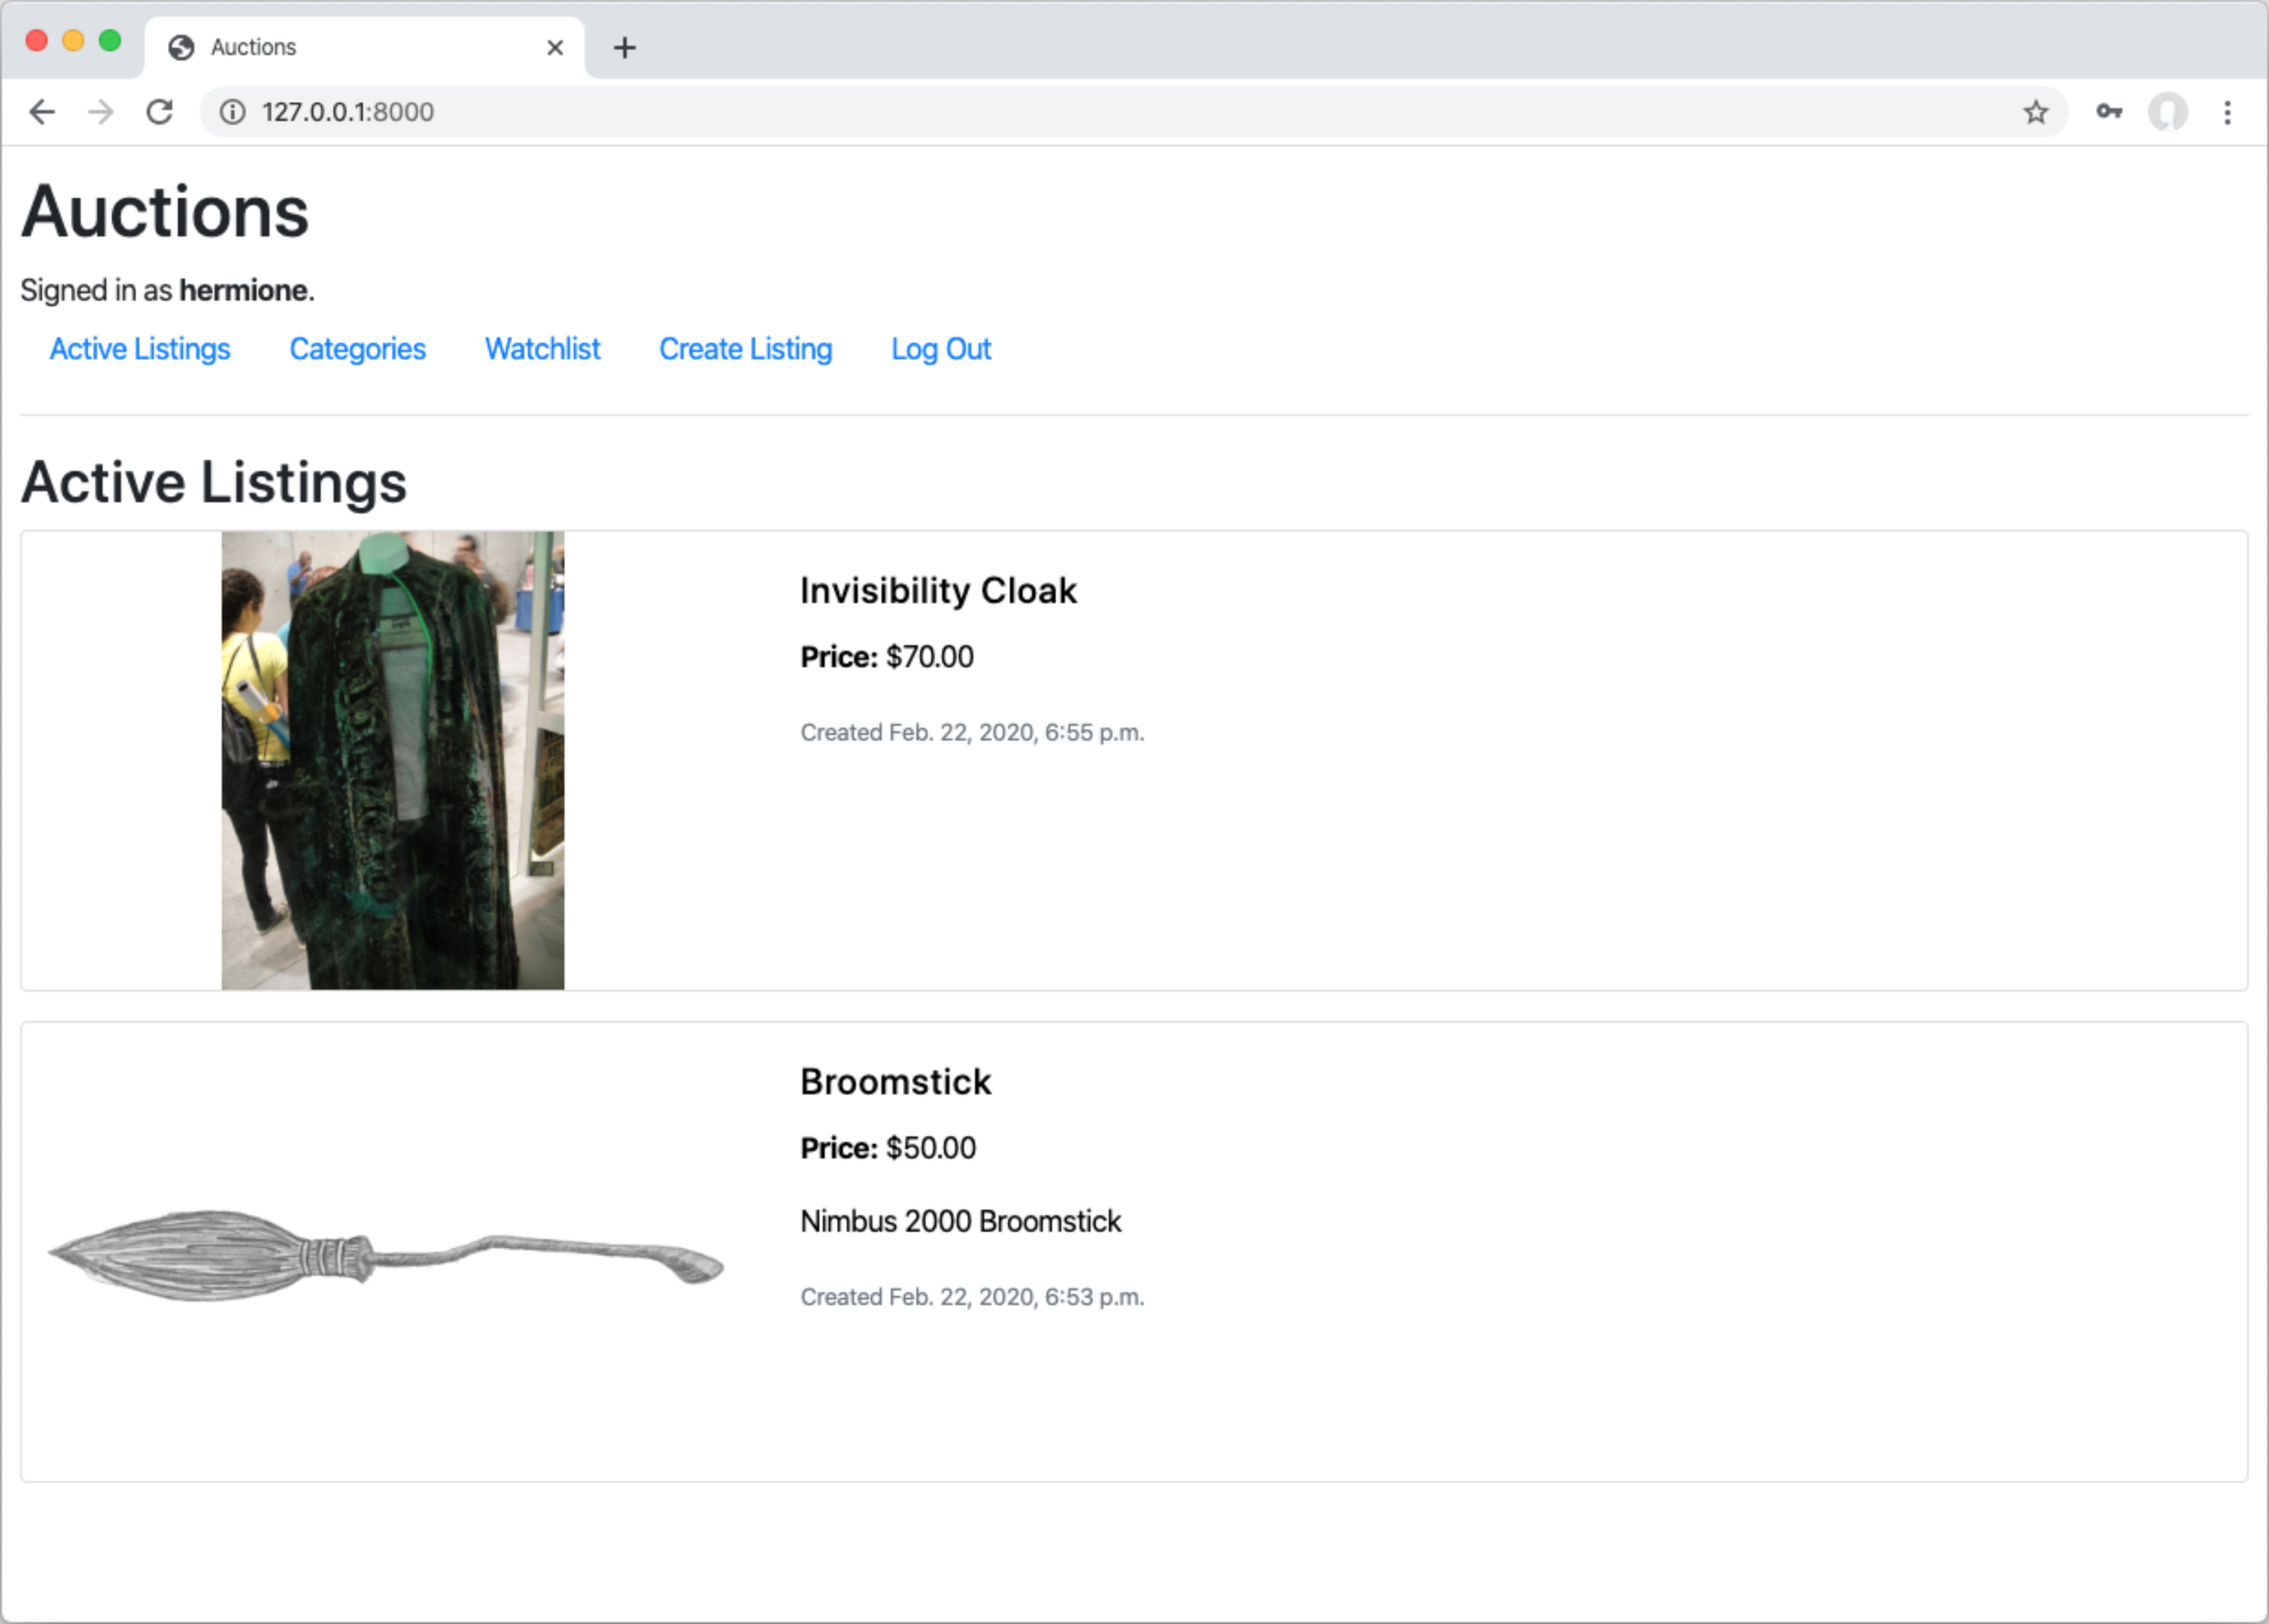 Auctions
127.0.0.1:8000
Auctions
Signed in as hermione.
Active Listings Categories Watchlist Create Listing Log Out
Active Listings
Invisibility Cloak
Price: $70.00
Created Feb. 22, 2020, 6:55 p.m.
Broomstick
Price: $50.00
Nimbus 2000 Broomstick
Created Feb. 22, 2020, 6:53 p.m.